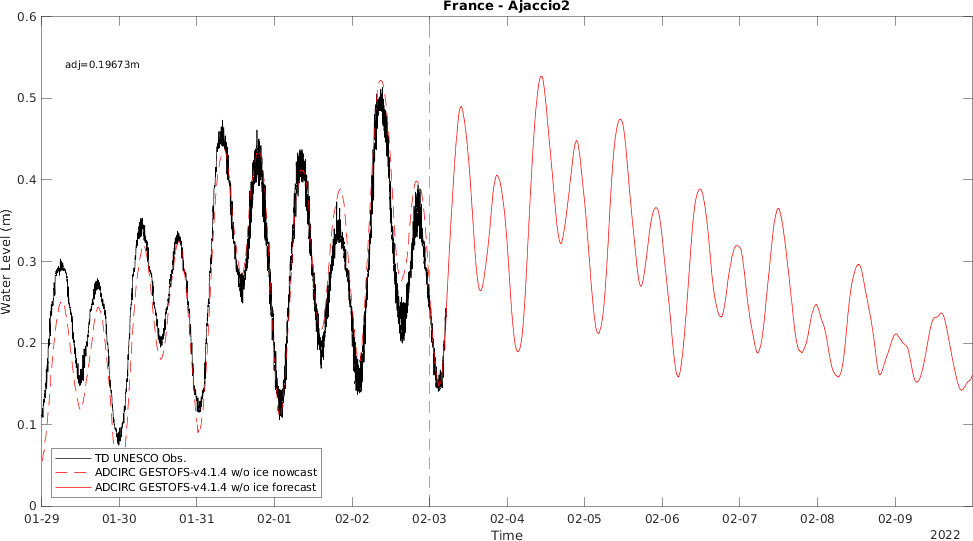 France - Ajaccio2
0.6
adj=0.19673m
0.5
0.4
0.3
0.2
0.1
0
Water Level (m)
TD UNESCO Obs.
ADCIRC GESTOFS-v4.1.4 w/o ice nowcast
ADCIRC GESTOFS-v4.1.4 w/o ice forecast
01-29 01-30 01-31 02-01 02-02 02-03 02-04 02-05 02-06 02-07 02-08 02-09
Time
2022